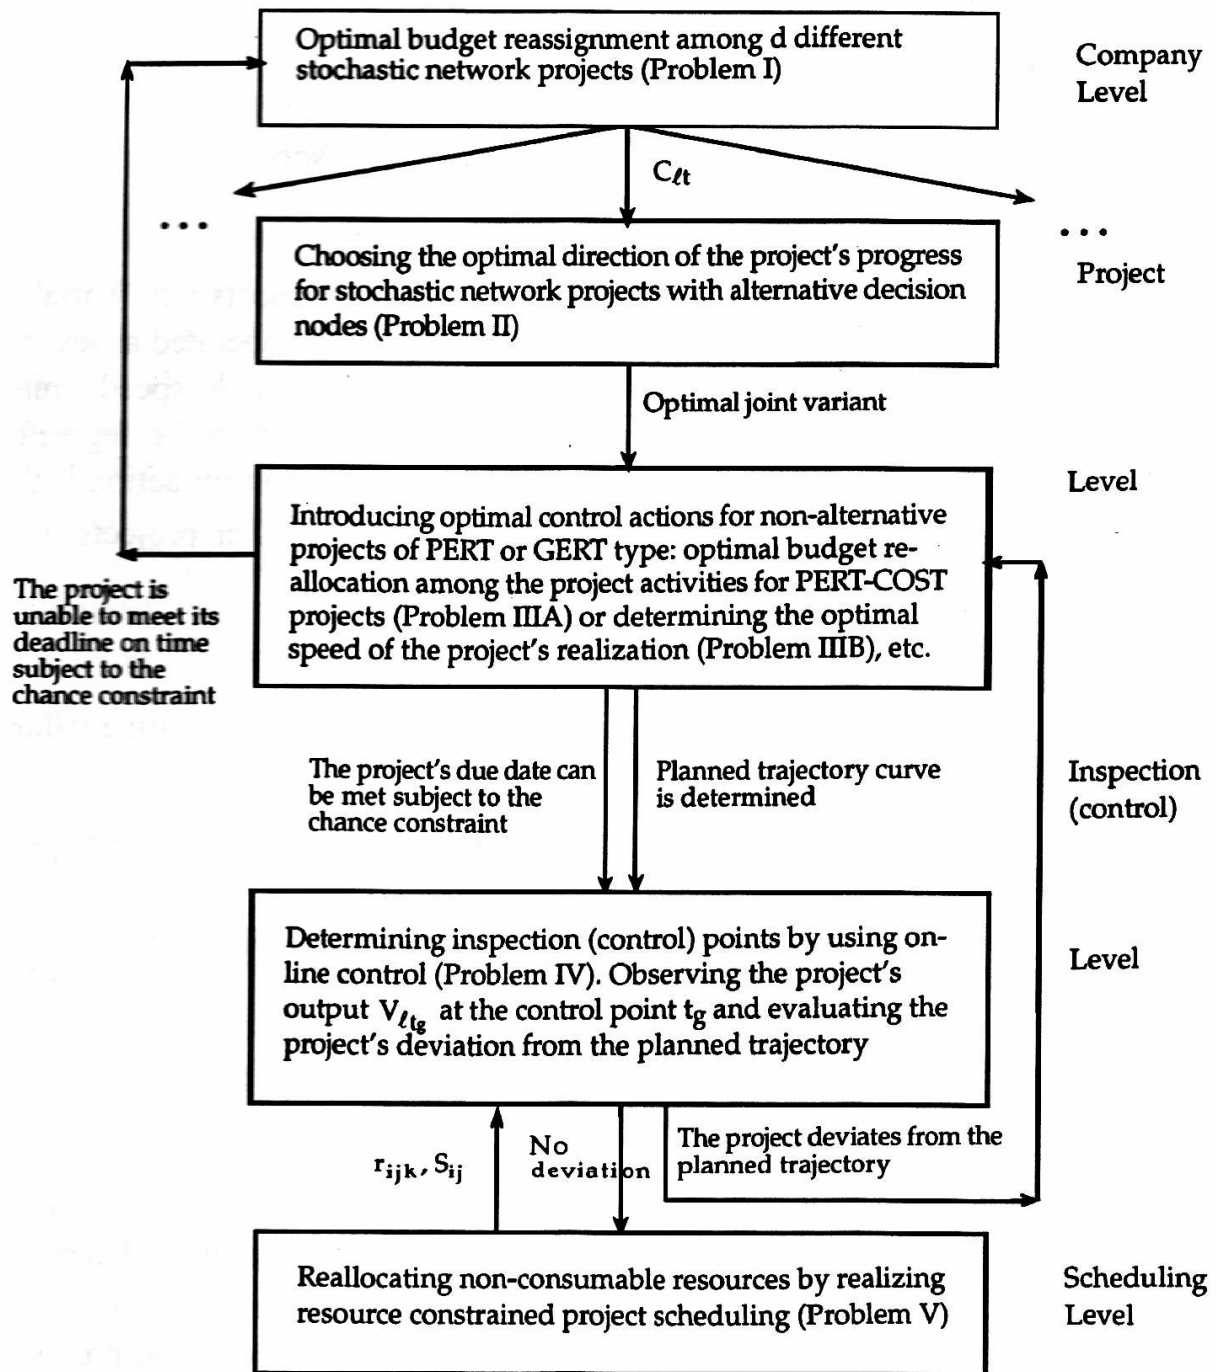 Optimal budget reassignment among d different
stochastic network projects (Problem I)
Company
Level
C_ℓt
• • •
• • •
Choosing the optimal direction of the project's progress
for stochastic network projects with alternative decision
nodes (Problem II)
Project
Optimal joint variant
Level
Introducing optimal control actions for non-alternative
projects of PERT or GERT type: optimal budget re-
allocation among the project activities for PERT-COST
projects (Problem IIIA) or determining the optimal
speed of the project's realization (Problem IIIB), etc.
The project is
unable to meet its
deadline on time
subject to the
chance constraint
The project's due date can
be met subject to the
chance constraint
Planned trajectory curve
is determined
Inspection
(control)
Determining inspection (control) points by using on-
line control (Problem IV). Observing the project's
output V_ℓtg at the control point t_g and evaluating the
project's deviation from the planned trajectory
Level
r_ijk, S_ij
No
deviation
The project deviates from the
planned trajectory
Reallocating non-consumable resources by realizing
resource constrained project scheduling (Problem V)
Scheduling
Level